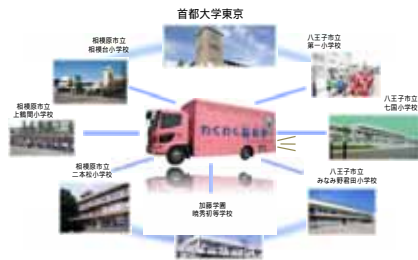 首都大学東京
相模原市立
相模台小学校
八王子市立
第一小学校
相模原市立
上鶴間小学校
八王子市立
七国小学校
わくわく
相模原市立
二本松小学校
八王子市立
みなみ野君田小学校
加藤学園
暁秀初等学校